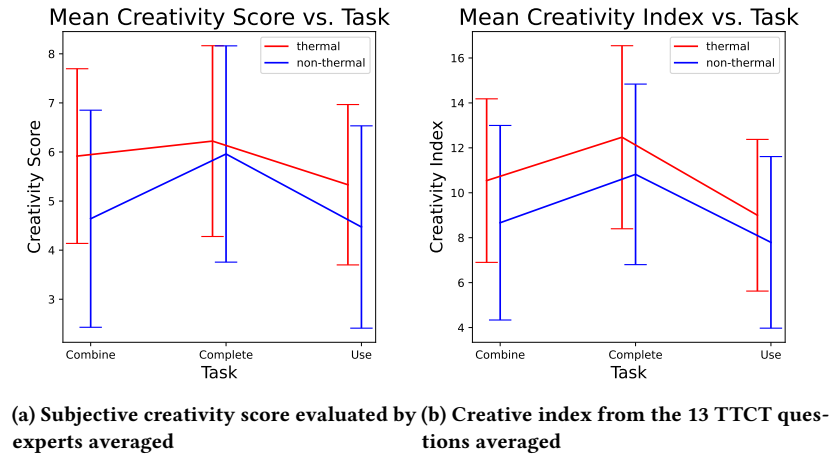 Mean Creativity Score vs. Task
8
7
6
5
4
3
Creativity Score
thermal
non-thermal
Combine
Complete
Use
Task
Mean Creativity Index vs. Task
16
14
12
10
8
6
4
Creativity Index
thermal
non-thermal
Combine
Complete
Use
Task
(a) Subjective creativity score evaluated by
experts averaged
(b) Creative index from the 13 TTCT ques-
tions averaged